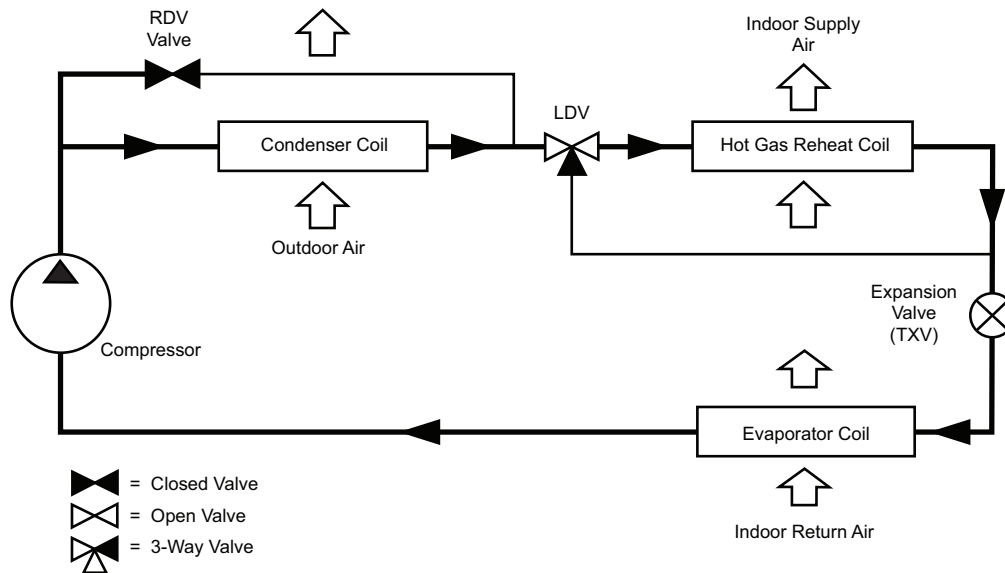 RDV
Valve
Indoor Supply
Air
LDV
Condenser Coil
Hot Gas Reheat Coil
Outdoor Air
Expansion
Valve
(TXV)
Compressor
Evaporator Coil
= Closed Valve
= Open Valve
= 3-Way Valve
Indoor Return Air